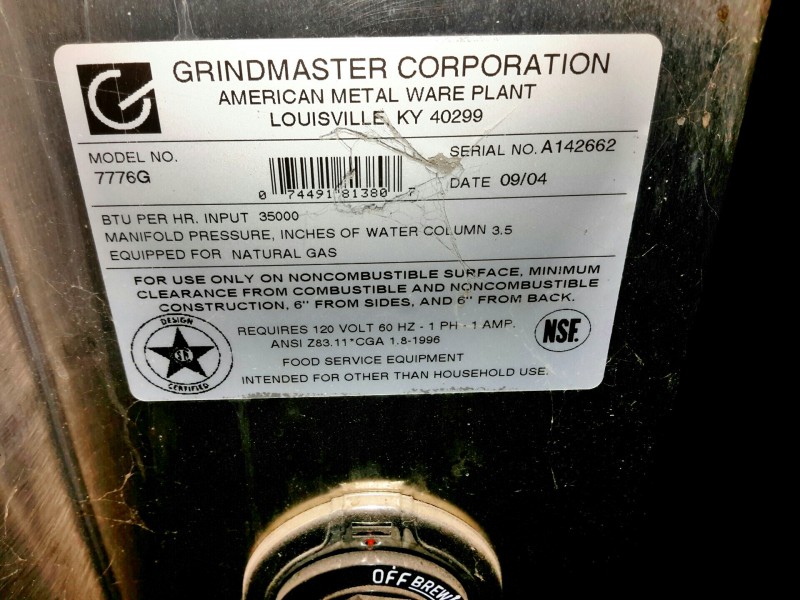 GRINDMASTER CORPORATION
AMERICAN METAL WARE PLANT
LOUISVILLE, KY 40299
MODEL NO.
7776G
0 74491 81380 7
SERIAL NO. A142662
DATE 09/04
BTU PER HR. INPUT 35000
MANIFOLD PRESSURE, INCHES OF WATER COLUMN 3.5
EQUIPPED FOR NATURAL GAS
FOR USE ONLY ON NONCOMBUSTIBLE SURFACE, MINIMUM
CLEARANCE FROM COMBUSTIBLE AND NONCOMBUSTIBLE
CONSTRUCTION, 6" FROM SIDES, AND 6" FROM BACK.
DESIGN
CERTIFIED
REQUIRES 120 VOLT 60 HZ - 1 PH - 1 AMP.
ANSI Z83.11*CGA 1.8-1996
FOOD SERVICE EQUIPMENT
INTENDED FOR OTHER THAN HOUSEHOLD USE.
NSF.
OFF BREW